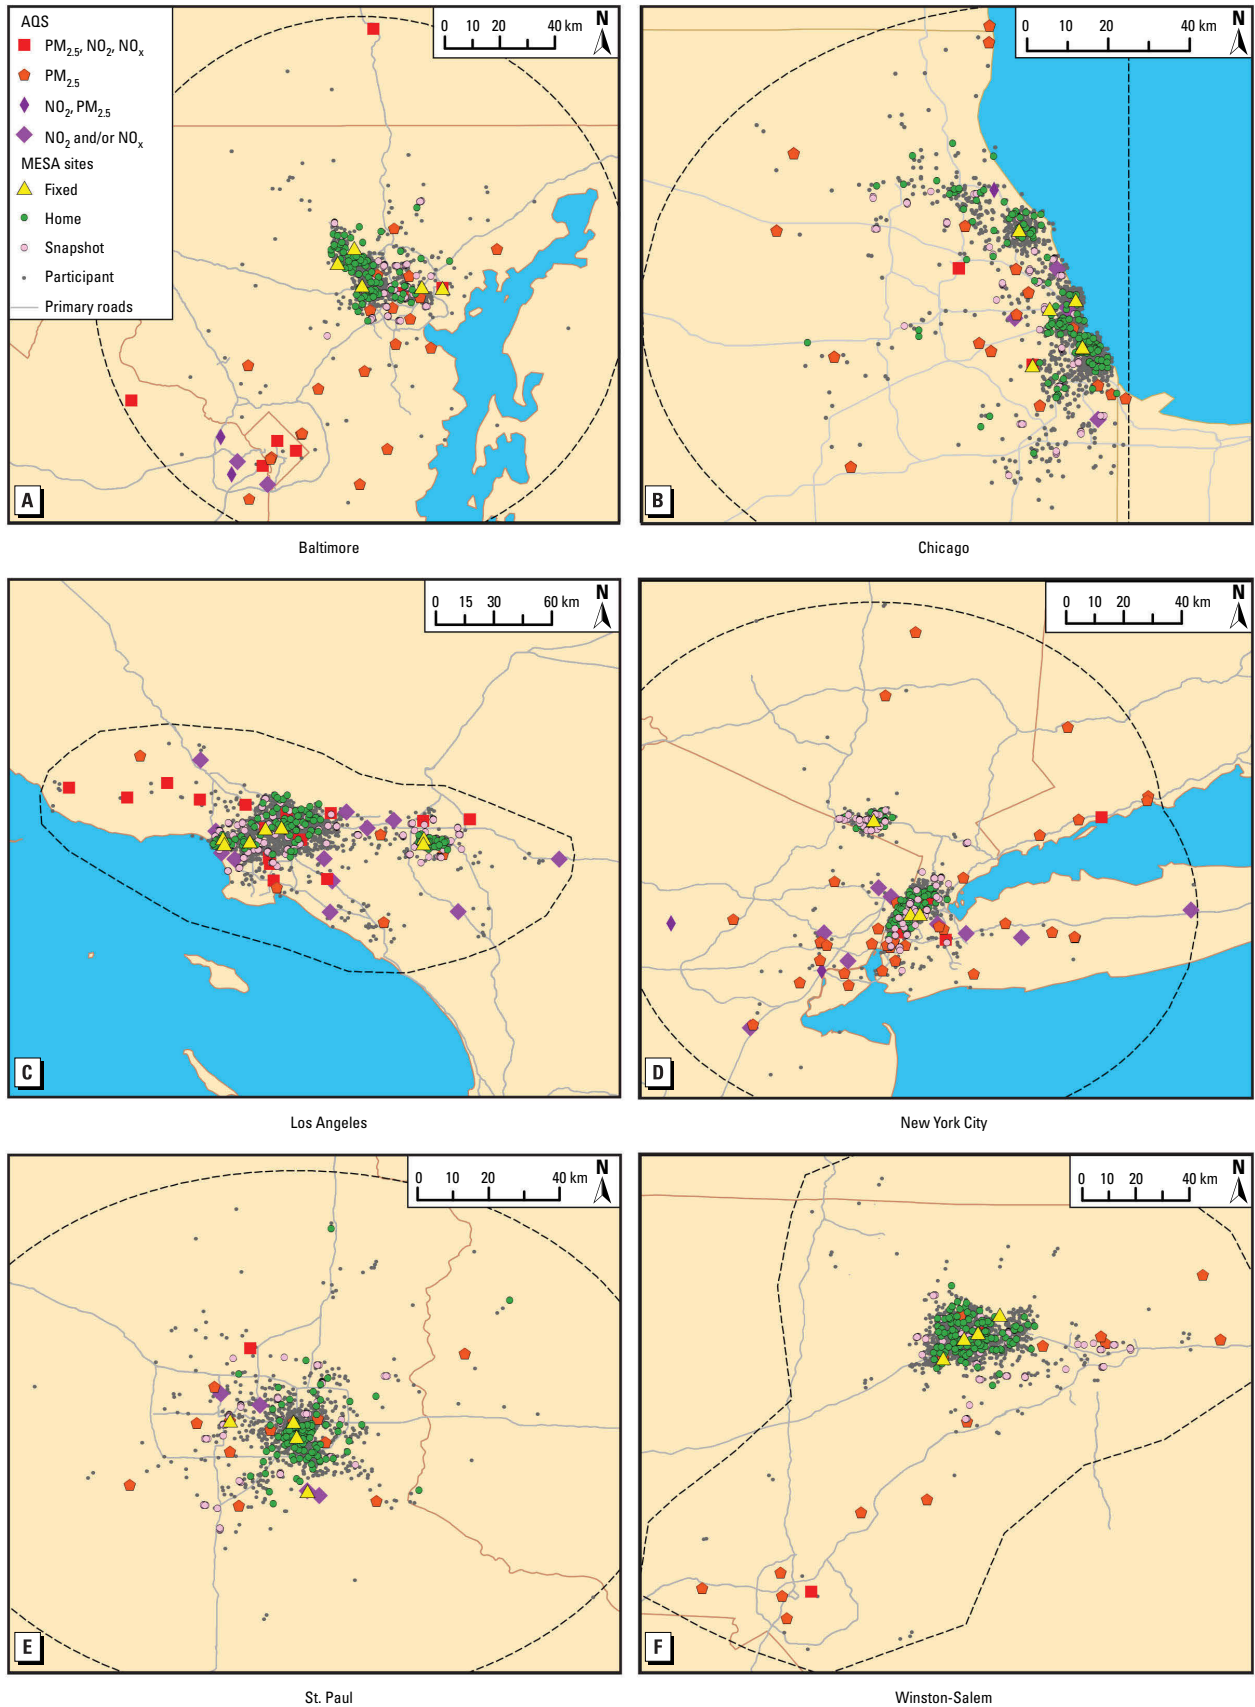 AQS
PM2.5, NO2, NOx
PM2.5
NO2, PM2.5
NO2 and/or NOx
MESA sites
Fixed
Home
Snapshot
Participant
Primary roads
0 10 20 40 km
N
A
Baltimore
0 10 20 40 km
N
B
Chicago
0 15 30 60 km
N
C
Los Angeles
0 10 20 40 km
N
D
New York City
0 10 20 40 km
N
E
St. Paul
0 10 20 40 km
N
F
Winston-Salem